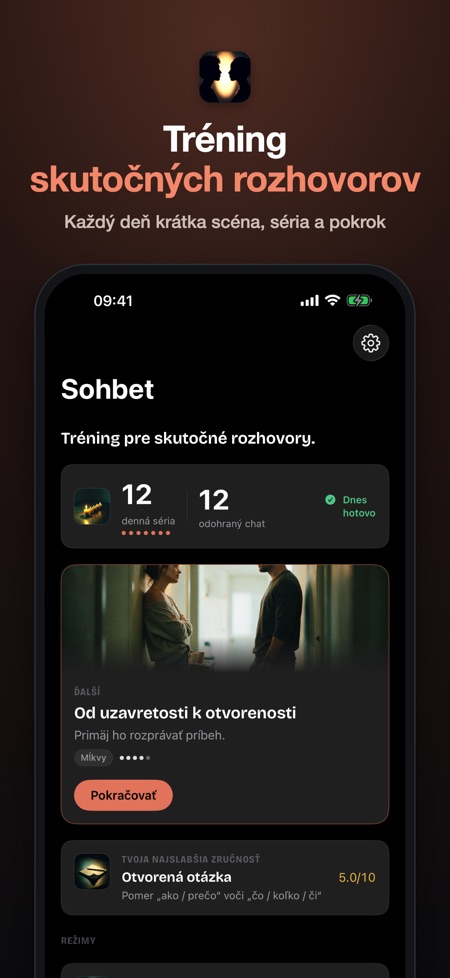 Tréning
skutočných rozhovorov
Každý deň krátka scéna, séria a pokrok
09:41
Sohbet
Tréning pre skutočné rozhovory.
12
denná séria
12
odohraný chat
Dnes
hotovo
ĎALŠÍ
Od uzavretosti k otvorenosti
Primäj ho rozprávať príbeh.
Mĺkvy
Pokračovať
TVOJA NAJSLABŠIA ZRUČNOSŤ
Otvorená otázka
5.0/10
Pomer „ako / prečo“ voči „čo / koľko / či“
REŽIMY